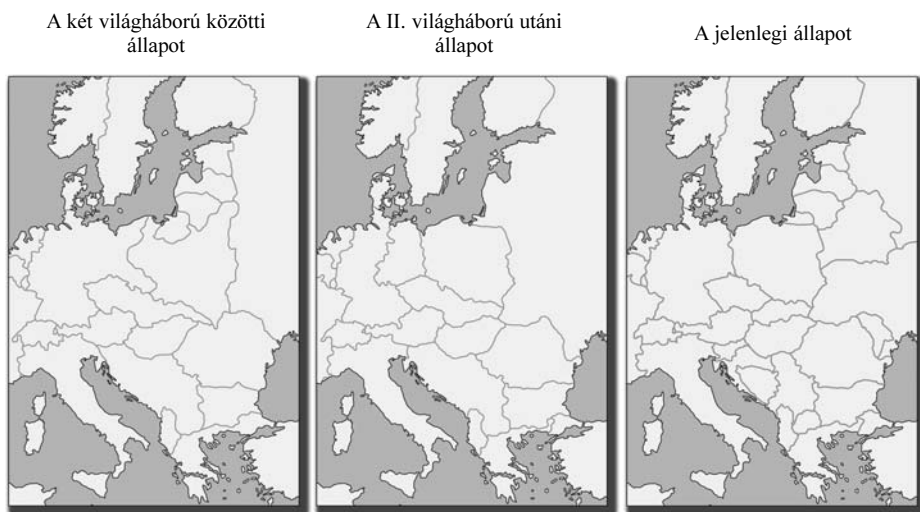 A két világháború közötti
állapot
A II. világháború utáni
állapot
A jelenlegi állapot